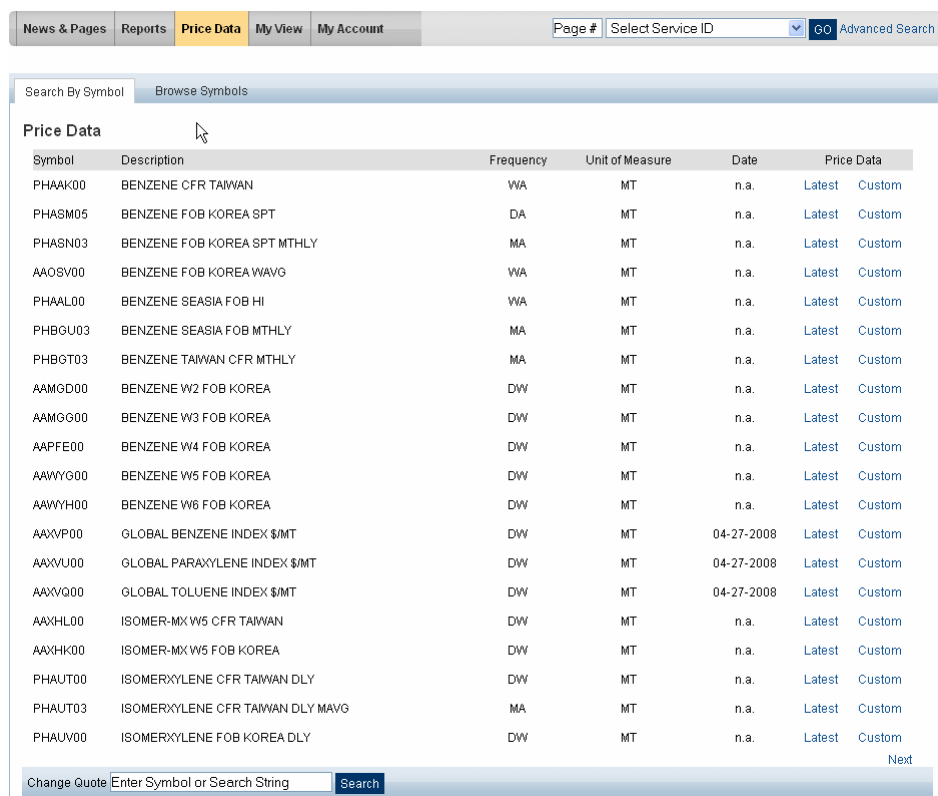 News & Pages Reports Price Data My View My Account Page # Select Service ID GO Advanced Search
Search By Symbol Browse Symbols
Price Data
Symbol Description Frequency Unit of Measure Date Price Data
PHAAK00 BENZENE CFR TAIWAN WA MT n.a. Latest Custom
PHASM05 BENZENE FOB KOREA SPT DA MT n.a. Latest Custom
PHASN03 BENZENE FOB KOREA SPT MTHLY MA MT n.a. Latest Custom
AAOSV00 BENZENE FOB KOREA WAVG WA MT n.a. Latest Custom
PHAAL00 BENZENE SEASIA FOB HI WA MT n.a. Latest Custom
PHBGU03 BENZENE SEASIA FOB MTHLY MA MT n.a. Latest Custom
PHBGT03 BENZENE TAIWAN CFR MTHLY MA MT n.a. Latest Custom
AAMGD00 BENZENE W2 FOB KOREA DW MT n.a. Latest Custom
AAMGG00 BENZENE W3 FOB KOREA DW MT n.a. Latest Custom
AAPFE00 BENZENE W4 FOB KOREA DW MT n.a. Latest Custom
AAWYG00 BENZENE W5 FOB KOREA DW MT n.a. Latest Custom
AAWYH00 BENZENE W6 FOB KOREA DW MT n.a. Latest Custom
AAXVP00 GLOBAL BENZENE INDEX $/MT DW MT 04-27-2008 Latest Custom
AAXVU00 GLOBAL PARAXYLENE INDEX $/MT DW MT 04-27-2008 Latest Custom
AAXVQ00 GLOBAL TOLUENE INDEX $/MT DW MT 04-27-2008 Latest Custom
AAXHL00 ISOMER-MX W5 CFR TAIWAN DW MT n.a. Latest Custom
AAXHK00 ISOMER-MX W5 FOB KOREA DW MT n.a. Latest Custom
PHAUT00 ISOMERXYLENE CFR TAIWAN DLY DW MT n.a. Latest Custom
PHAUT03 ISOMERXYLENE CFR TAIWAN DLY MAVG MA MT n.a. Latest Custom
PHAUV00 ISOMERXYLENE FOB KOREA DLY DW MT n.a. Latest Custom
Next
Change Quote Enter Symbol or Search String Search